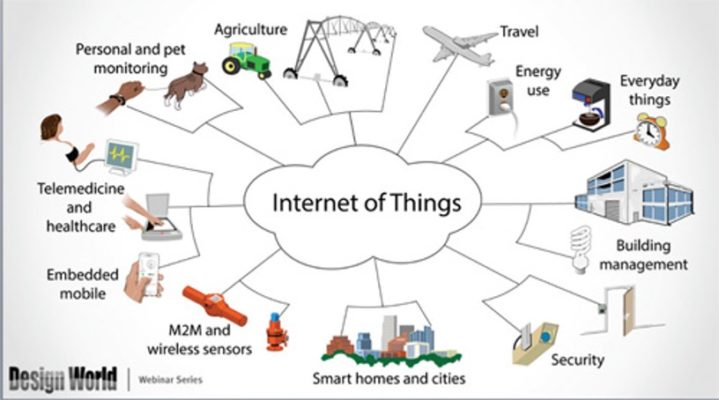 Internet of Things
Agriculture
Travel
Personal and pet
monitoring
Energy
use
Everyday
things
Telemedicine
and
healthcare
Building
management
Embedded
mobile
M2M and
wireless sensors
Smart homes and cities
Security
Design World
Webinar Series